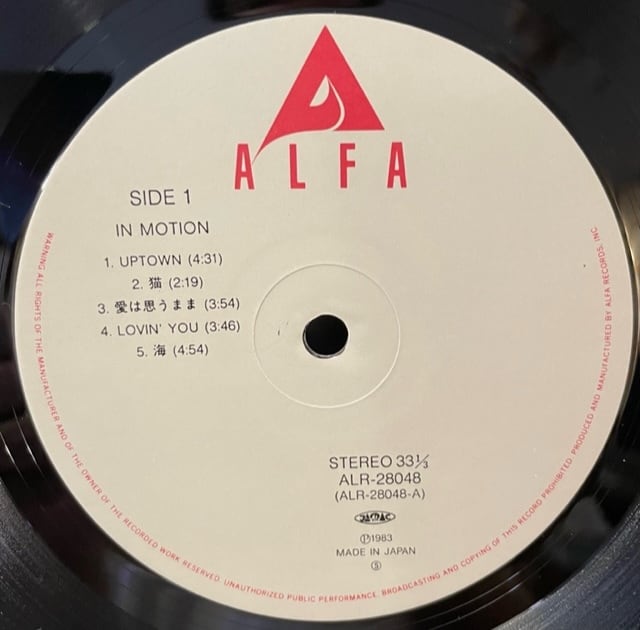 ALFA
SIDE 1
IN MOTION
1. UPTOWN (4:31)
2. 猫 (2:19)
3. 愛は思うまま (3:54)
4. LOVIN' YOU (3:46)
5. 海 (4:54)
STEREO 33⅓
ALR-28048
(ALR-28048-A)
JASRAC
Ⓟ1983
MADE IN JAPAN
Ⓢ
WARNING ALL RIGHTS OF THE MANUFACTURER AND OF THE OWNER OF THE RECORDED WORK RESERVED. UNAUTHORIZED PUBLIC PERFORMANCE. BROADCASTING AND COPYING OF THIS RECORD PROHIBITED. PRODUCED AND MANUFACTURED BY ALFA RECORDS, INC.